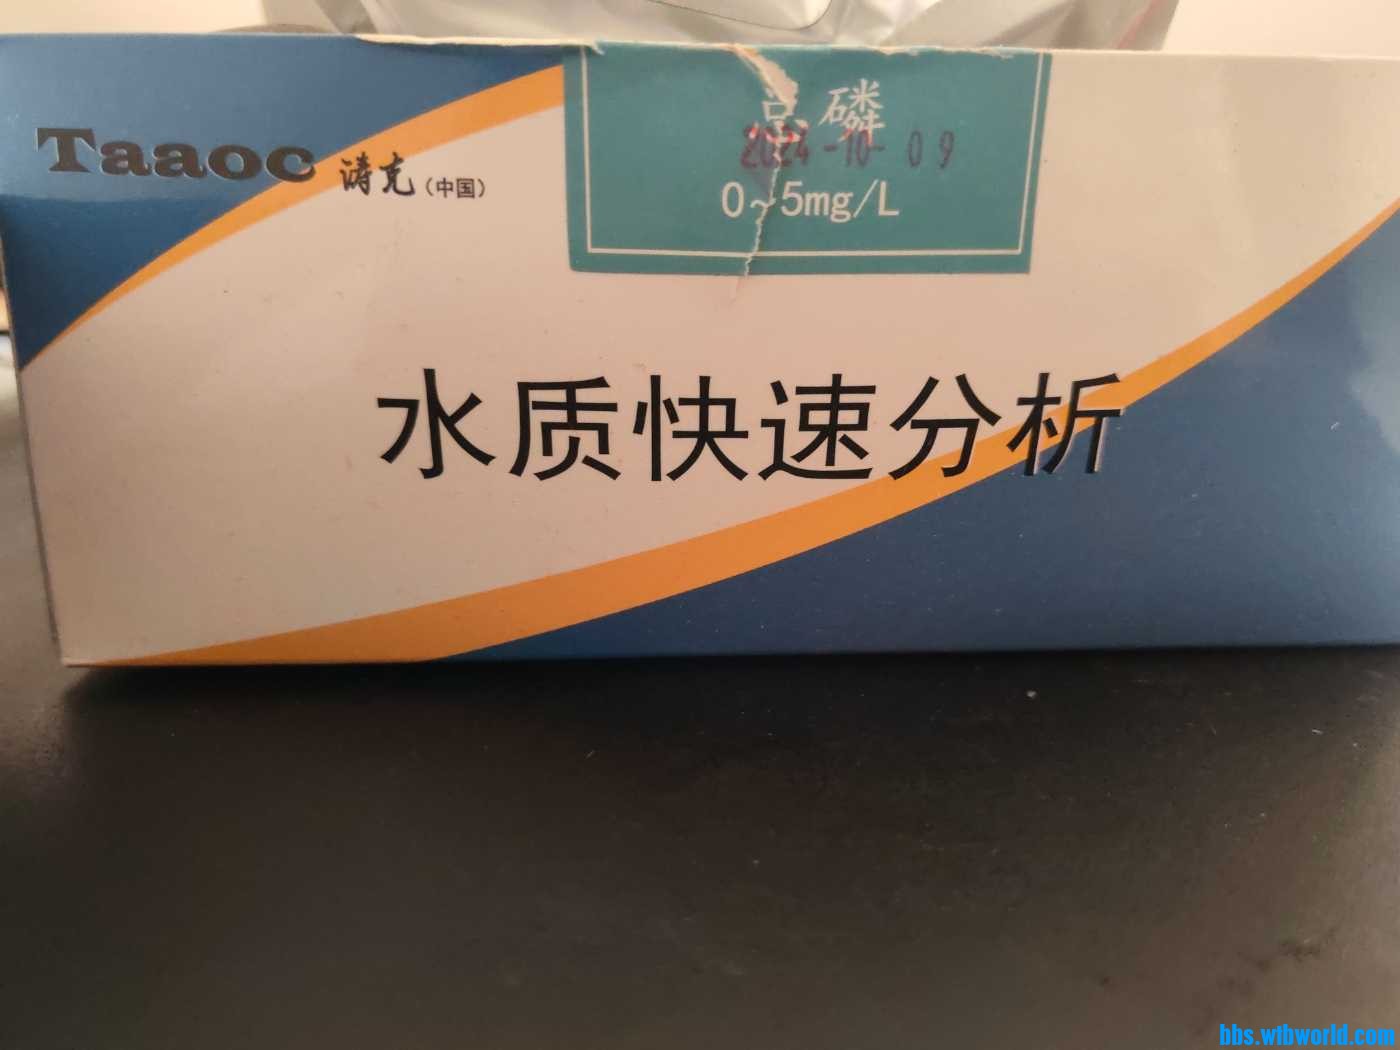 Taaoc 涛克（中国）
总磷
2024-10-09
0~5mg/L
水质快速分析
bbs.wtbworld.com